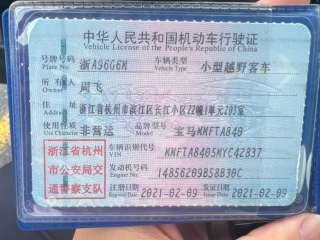 中华人民共和国机动车行驶证
Vehicle License of the People's Republic of China
号牌号码 浙A96G6K 车辆类型 小型越野客车
Plate No. Vehicle Type
所有人 周飞
Owner
住址 浙江省杭州市滨江区长江小区22幢1单元203室
Address
使用性质 非营运 品牌型号 宝马WMFTA840
Use Character Model
浙江省杭州市公安局交通警察支队
车辆识别代号 WMFTA8405MYC42837
VIN
发动机号码 14856209B58B30C
Engine No.
注册日期 2021-02-09 发证日期 2021-02-09
Register Date Issue Date